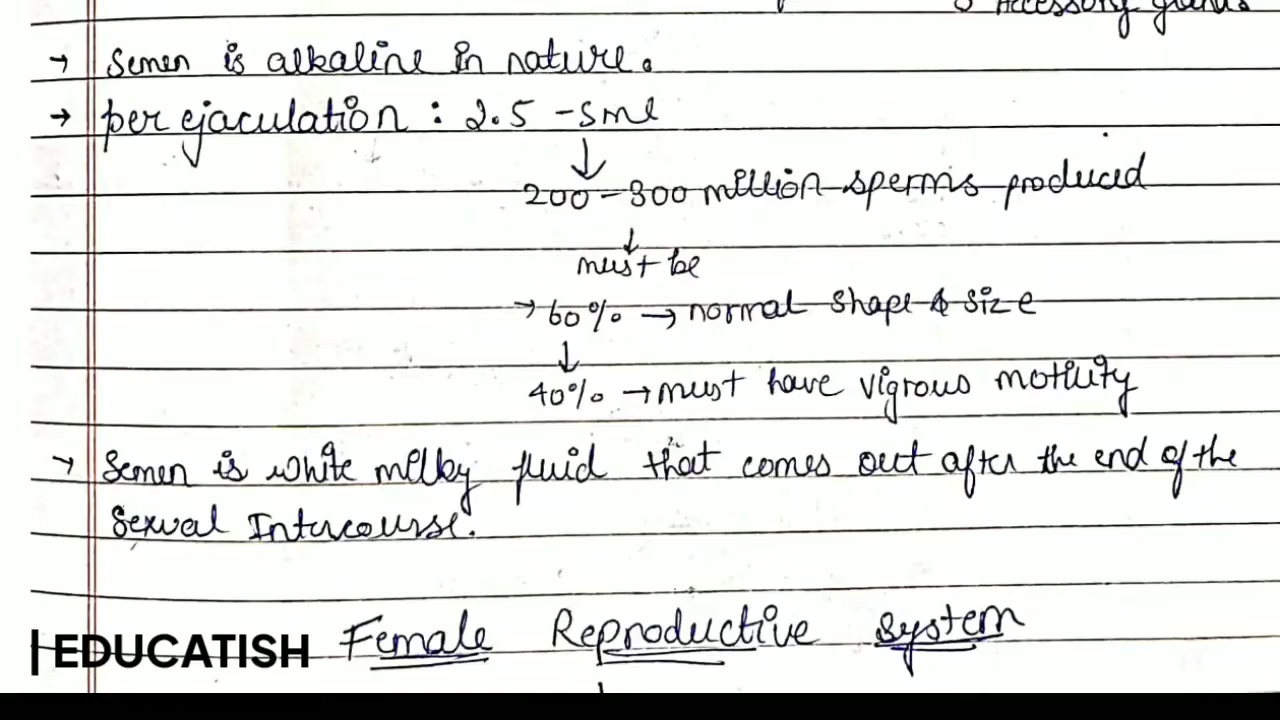 Accessory glands
→ Semen is alkaline in nature.
→ per ejaculation : 2.5 - 5ml
↓
200 - 300 million sperms produced
↓
must be
→ 60% → normal shape & size
↓
40% → must have vigrous motility
→ Semen is white milky fluid that comes out after the end of the
Sexual Intercourse.
|EDUCATISH Female Reproductive system